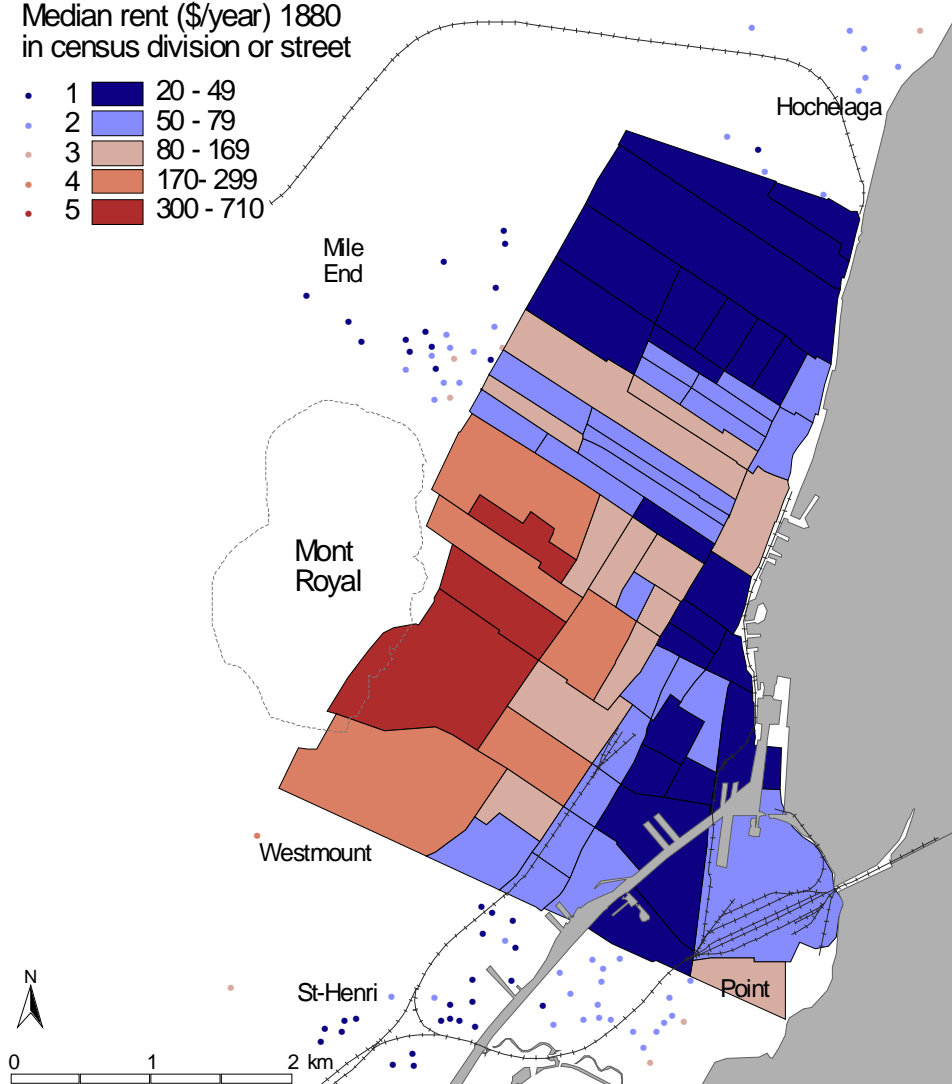 Median rent ($/year) 1880
in census division or street
1 20 - 49
2 50 - 79
3 80 - 169
4 170- 299
5 300 - 710
Hochelaga
Mile
End
Mont
Royal
Westmount
St-Henri
Point
N
0 1 2 km